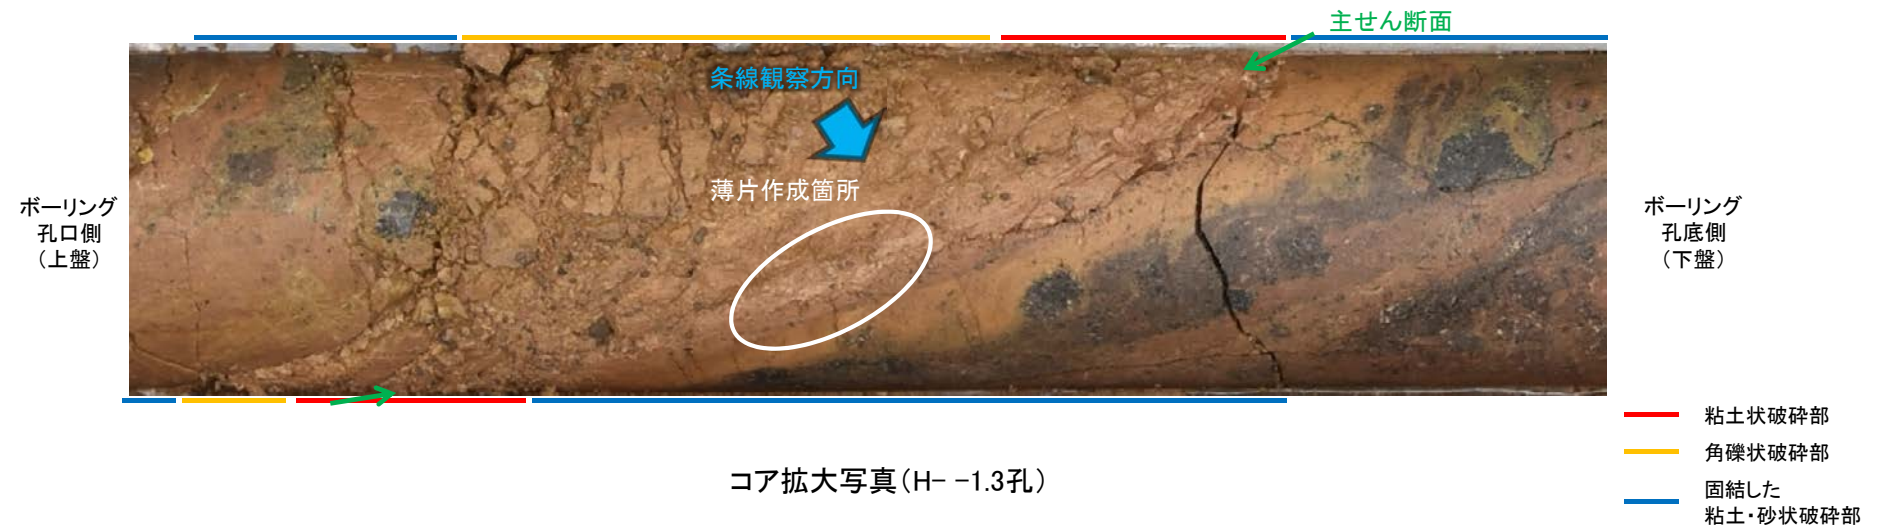 主せん断面
条線観察方向
薄片作成箇所
ボーリング
孔口側
（上盤）
ボーリング
孔底側
（下盤）
粘土状破砕部
角礫状破砕部
固結した
粘土・砂状破砕部
コア拡大写真（H- -1.3孔）